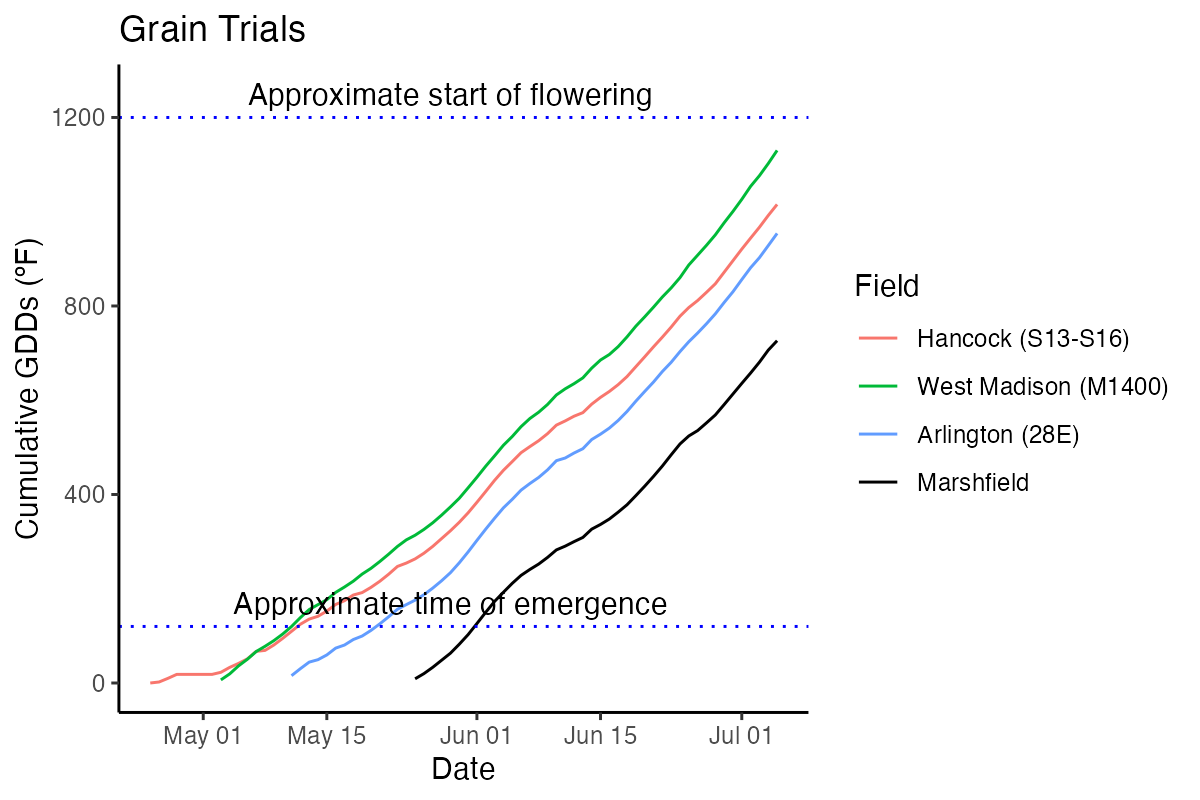 Grain Trials
Approximate start of flowering
1200
800
400
0
Cumulative GDDs (°F)
Approximate time of emergence
May 01
May 15
Jun 01
Jun 15
Jul 01
Date
Field
Hancock (S13-S16)
West Madison (M1400)
Arlington (28E)
Marshfield